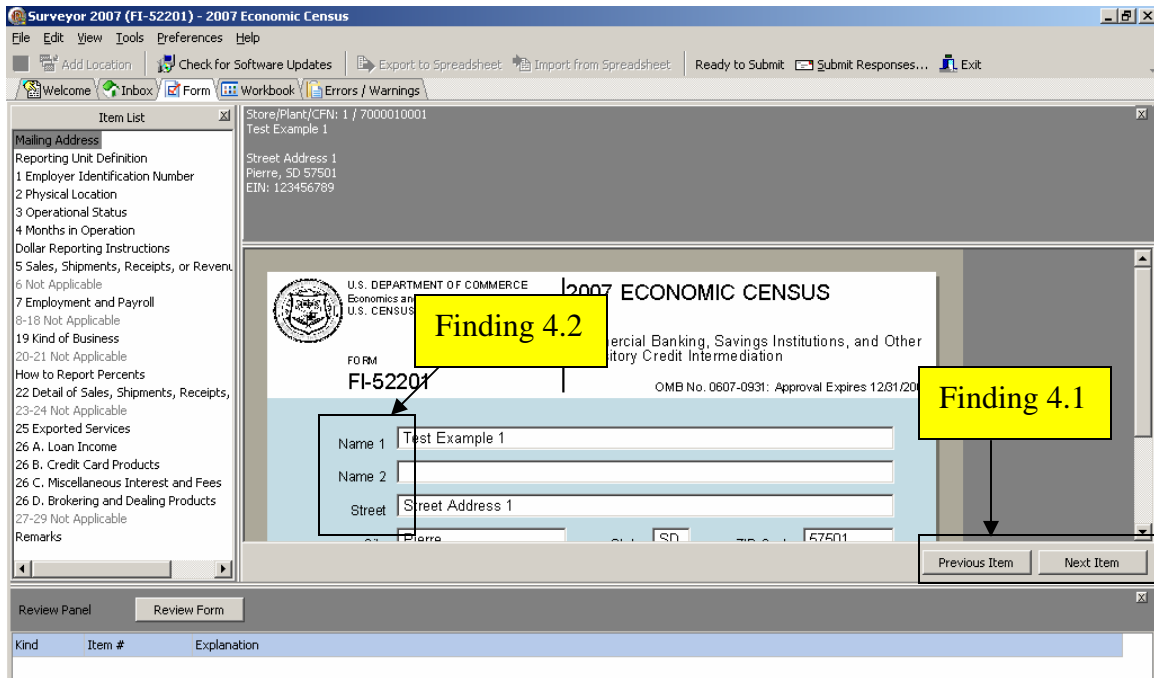 Surveyor 2007 (FI-52201) - 2007 Economic Census
File Edit View Tools Preferences Help
Add Location Check for Software Updates Export to Spreadsheet Import from Spreadsheet Ready to Submit Submit Responses... Exit
Welcome Inbox Form Workbook Errors / Warnings
Item List
Mailing Address
Reporting Unit Definition
1 Employer Identification Number
2 Physical Location
3 Operational Status
4 Months in Operation
Dollar Reporting Instructions
5 Sales, Shipments, Receipts, or Revenu
6 Not Applicable
7 Employment and Payroll
8-18 Not Applicable
19 Kind of Business
20-21 Not Applicable
How to Report Percents
22 Detail of Sales, Shipments, Receipts,
23-24 Not Applicable
25 Exported Services
26 A. Loan Income
26 B. Credit Card Products
26 C. Miscellaneous Interest and Fees
26 D. Brokering and Dealing Products
27-29 Not Applicable
Remarks
Store/Plant/CFN: 1 / 7000010001
Test Example 1
Street Address 1
Pierre, SD 57501
EIN: 123456789
U.S. DEPARTMENT OF COMMERCE
Economics an
U.S. CENSUS
FORM
FI-52201
2007 ECONOMIC CENSUS
mercial Banking, Savings Institutions, and Other
sitory Credit Intermediation
OMB No. 0607-0931: Approval Expires 12/31/20
Finding 4.2
Finding 4.1
Name 1 Test Example 1
Name 2
Street Street Address 1
Pierre SD 57501
Previous Item Next Item
Review Panel Review Form
Kind Item # Explanation